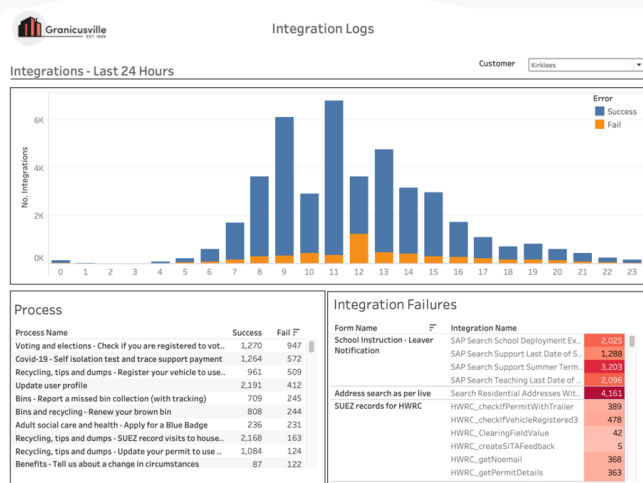 Granicusville
EST. 1999
Integration Logs
Customer
Kirklees
Integrations - Last 24 Hours
Error
Success
Fail
No. Integrations
6K
4K
2K
0K
0 1 2 3 4 5 6 7 8 9 10 11 12 13 14 15 16 17 18 19 20 21 22 23
Process
Process Name Success Fail
Voting and elections - Check if you are registered to vot.. 1,270 947
Covid-19 - Self isolation test and trace support payment 1,264 572
Recycling, tips and dumps - Register your vehicle to use.. 961 509
Update user profile 2,191 412
Bins - Report a missed bin collection (with tracking) 709 245
Bins and recycling - Renew your brown bin 808 244
Adult social care and health - Apply for a Blue Badge 236 231
Recycling, tips and dumps - SUEZ record visits to house.. 2,168 163
Recycling, tips and dumps - Update your permit to use .. 1,084 124
Benefits - Tell us about a change in circumstances 87 122
Integration Failures
Form Name Integration Name
School Instruction - Leaver Notification
SAP Search School Deployment Ex.. 2,025
SAP Search Support Last Date of S.. 1,288
SAP Search Support Summer Term.. 3,203
SAP Search Teaching Last Date of .. 2,096
Address search as per live Search Residential Addresses Wit.. 4,161
SUEZ records for HWRC HWRC_checkIfPermitWithTrailer 389
HWRC_checkIfVehicleRegistered3 478
HWRC_ClearingFieldValue 42
HWRC_createSITAFeedback 5
HWRC_getNoemail 368
HWRC_getPermitDetails 363